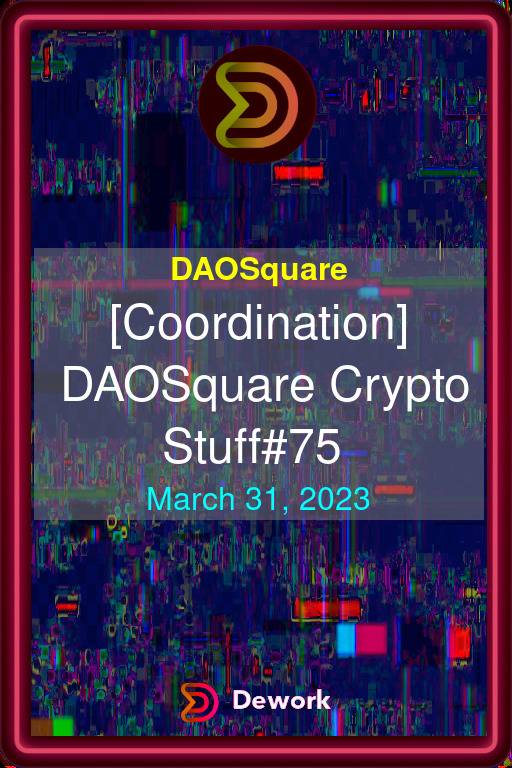 DAOSquare
[Coordination]
DAOSquare Crypto
Stuff#75
March 31, 2023
Dework